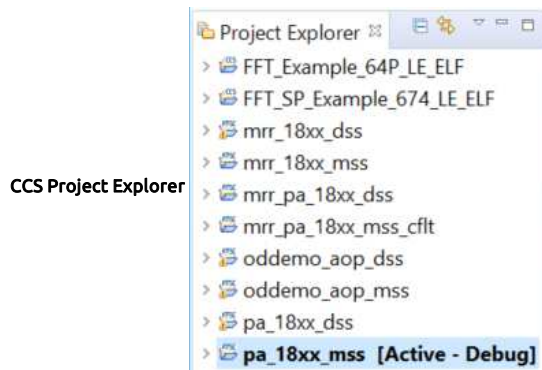 Project Explorer
FFT_Example_64P_LE_ELF
FFT_SP_Example_674_LE_ELF
mrr_18xx_dss
mrr_18xx_mss
CCS Project Explorer
mrr_pa_18xx_dss
mrr_pa_18xx_mss_cflt
oddemo_aop_dss
oddemo_aop_mss
pa_18xx_dss
pa_18xx_mss [Active - Debug]